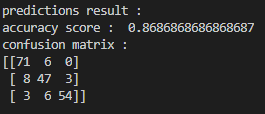 predictions result :
accuracy score :  0.8686868686868687
confusion matrix :
[[71  6  0]
 [ 8 47  3]
 [ 3  6 54]]